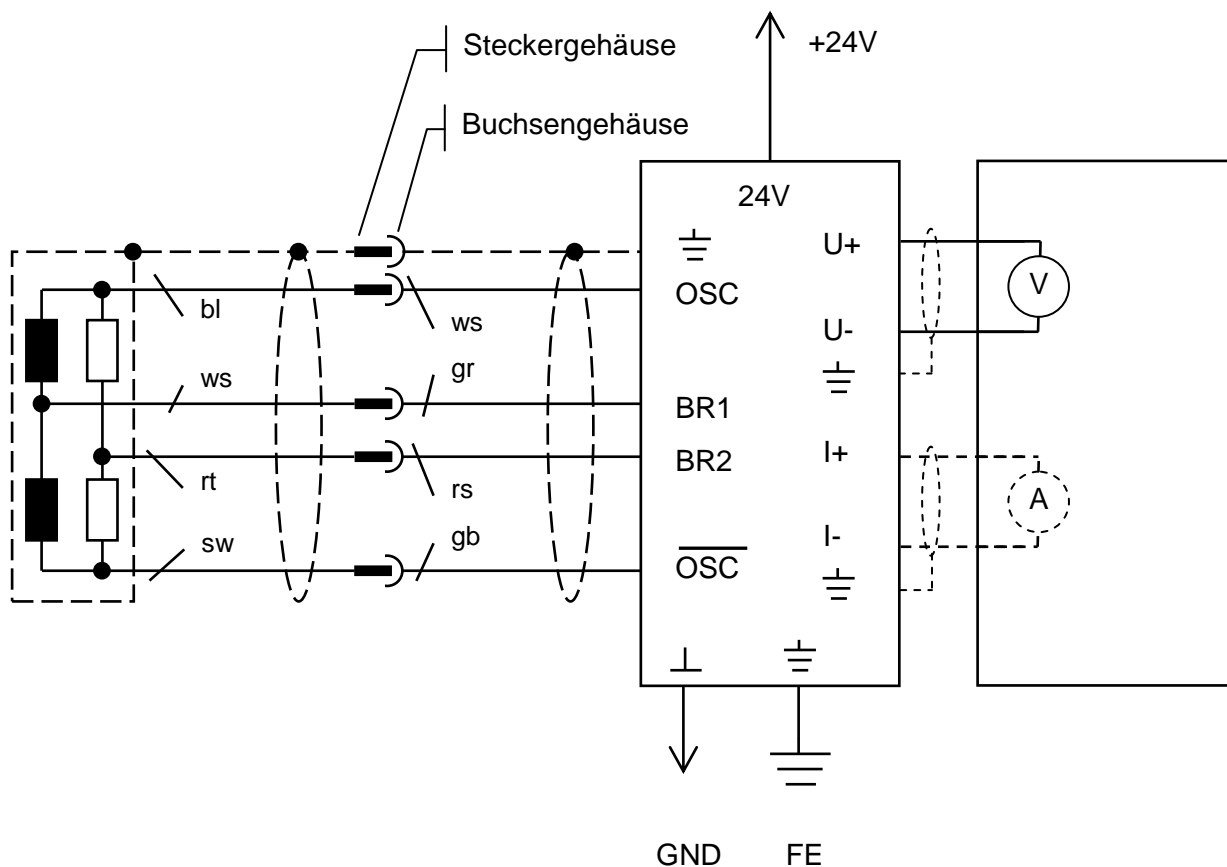 Steckergehäuse
+24V
Buchsengehäuse
24V
U+
OSC
V
bl
ws
U-
ws
gr
BR1
I+
BR2
rt
rs
A
sw
gb
I-
OSC
GND
FE